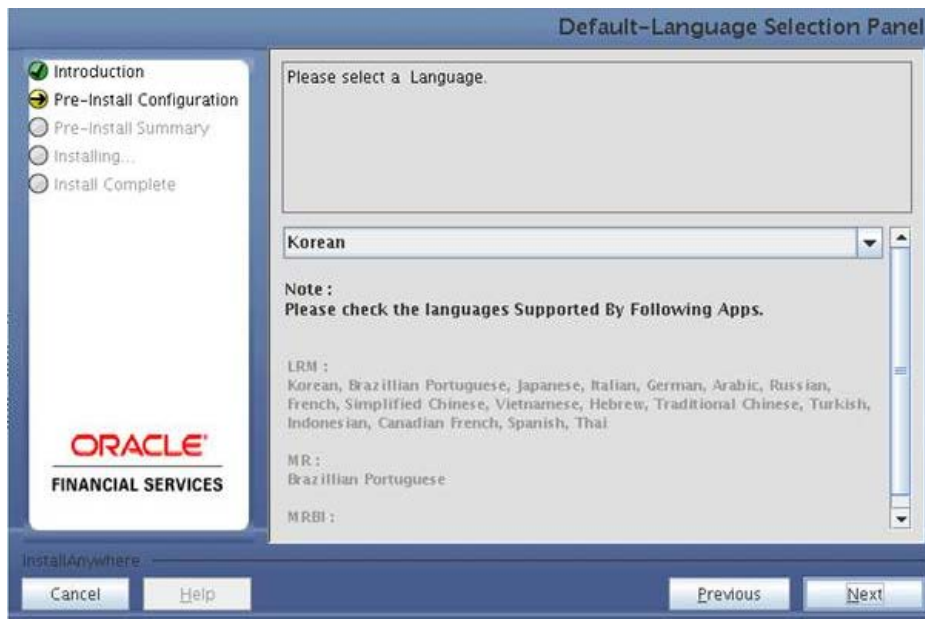 Default-Language Selection Panel
Introduction
Pre-Install Configuration
Pre-Install Summary
Installing...
Install Complete
ORACLE'
FINANCIAL SERVICES
Please select a Language.
Korean
Note :
Please check the languages Supported By Following Apps.
LRM :
Korean, Brazillian Portuguese, Japanese, Italian, German, Arabic, Russian,
French, Simplified Chinese, Vietnamese, Hebrew, Traditional Chinese, Turkish,
Indonesian, Canadian French, Spanish, Thai
MR :
Brazillian Portuguese
MRBI :
InstallAnywhere
Cancel
Help
Previous
Next